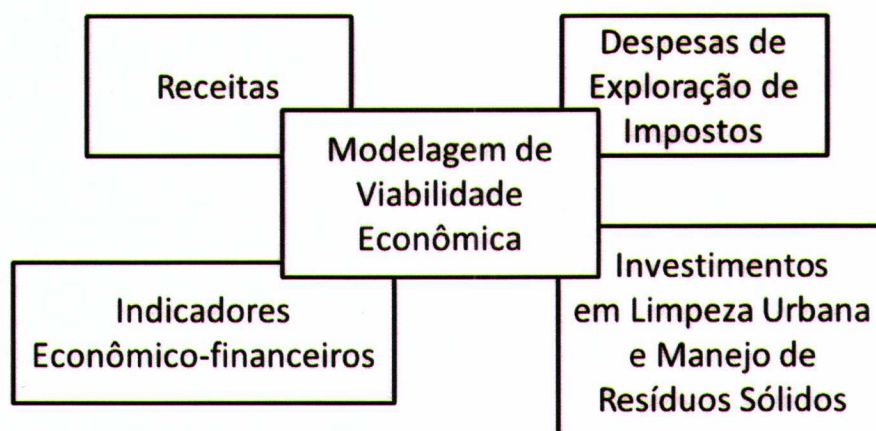 Receitas
Despesas de
Exploração de
Impostos
Modelagem de
Viabilidade
Econômica
Indicadores
Econômico-financeiros
Investimentos
em Limpeza Urbana
e Manejo de
Resíduos Sólidos